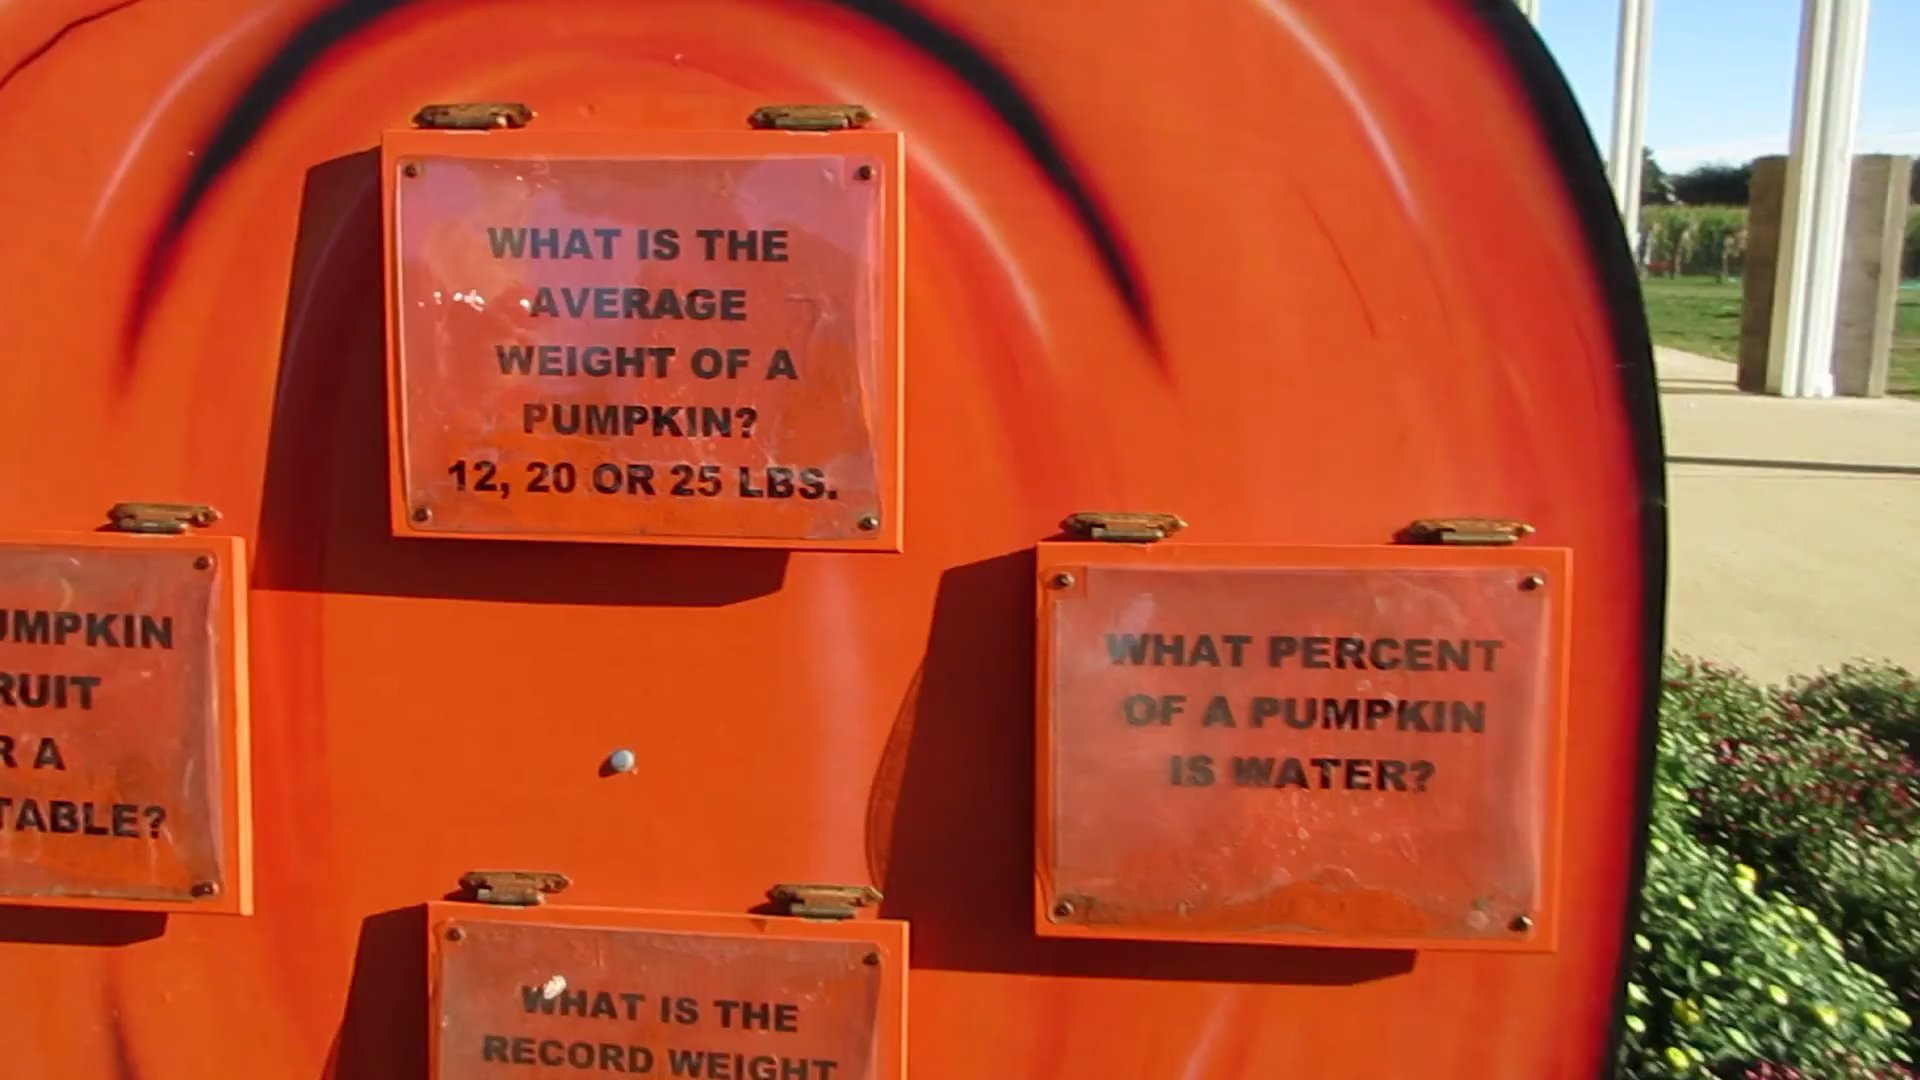 WHAT IS THE
AVERAGE
WEIGHT OF A
PUMPKIN?
12, 20 OR 25 LBS.
UMPKIN
RUIT
R A
TABLE?
WHAT PERCENT
OF A PUMPKIN
IS WATER?
WHAT IS THE
RECORD WEIGHT